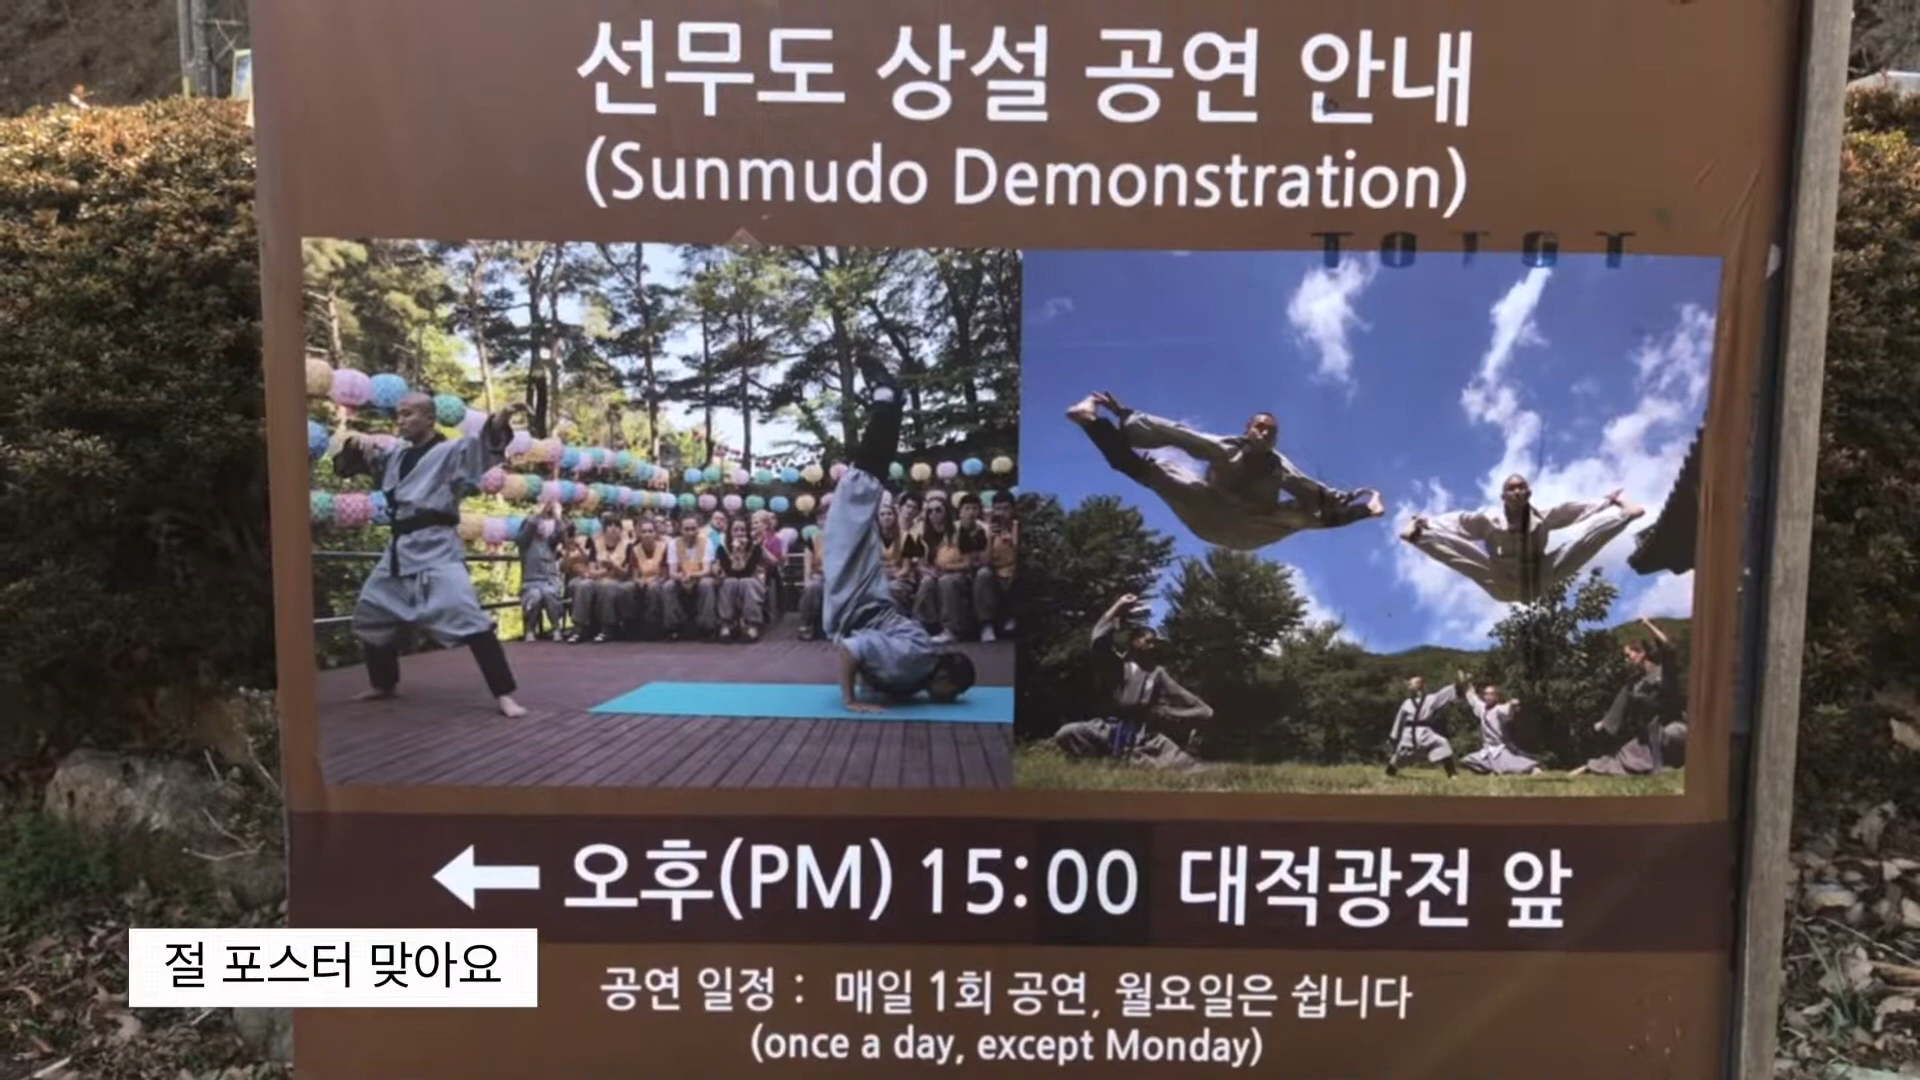 선무도 상설 공연 안내
(Sunmudo Demonstration)
오후(PM) 15:00 대적광전 앞
절 포스터 맞아요
공연 일정 : 매일 1회 공연, 월요일은 쉽니다
(once a day, except Monday)